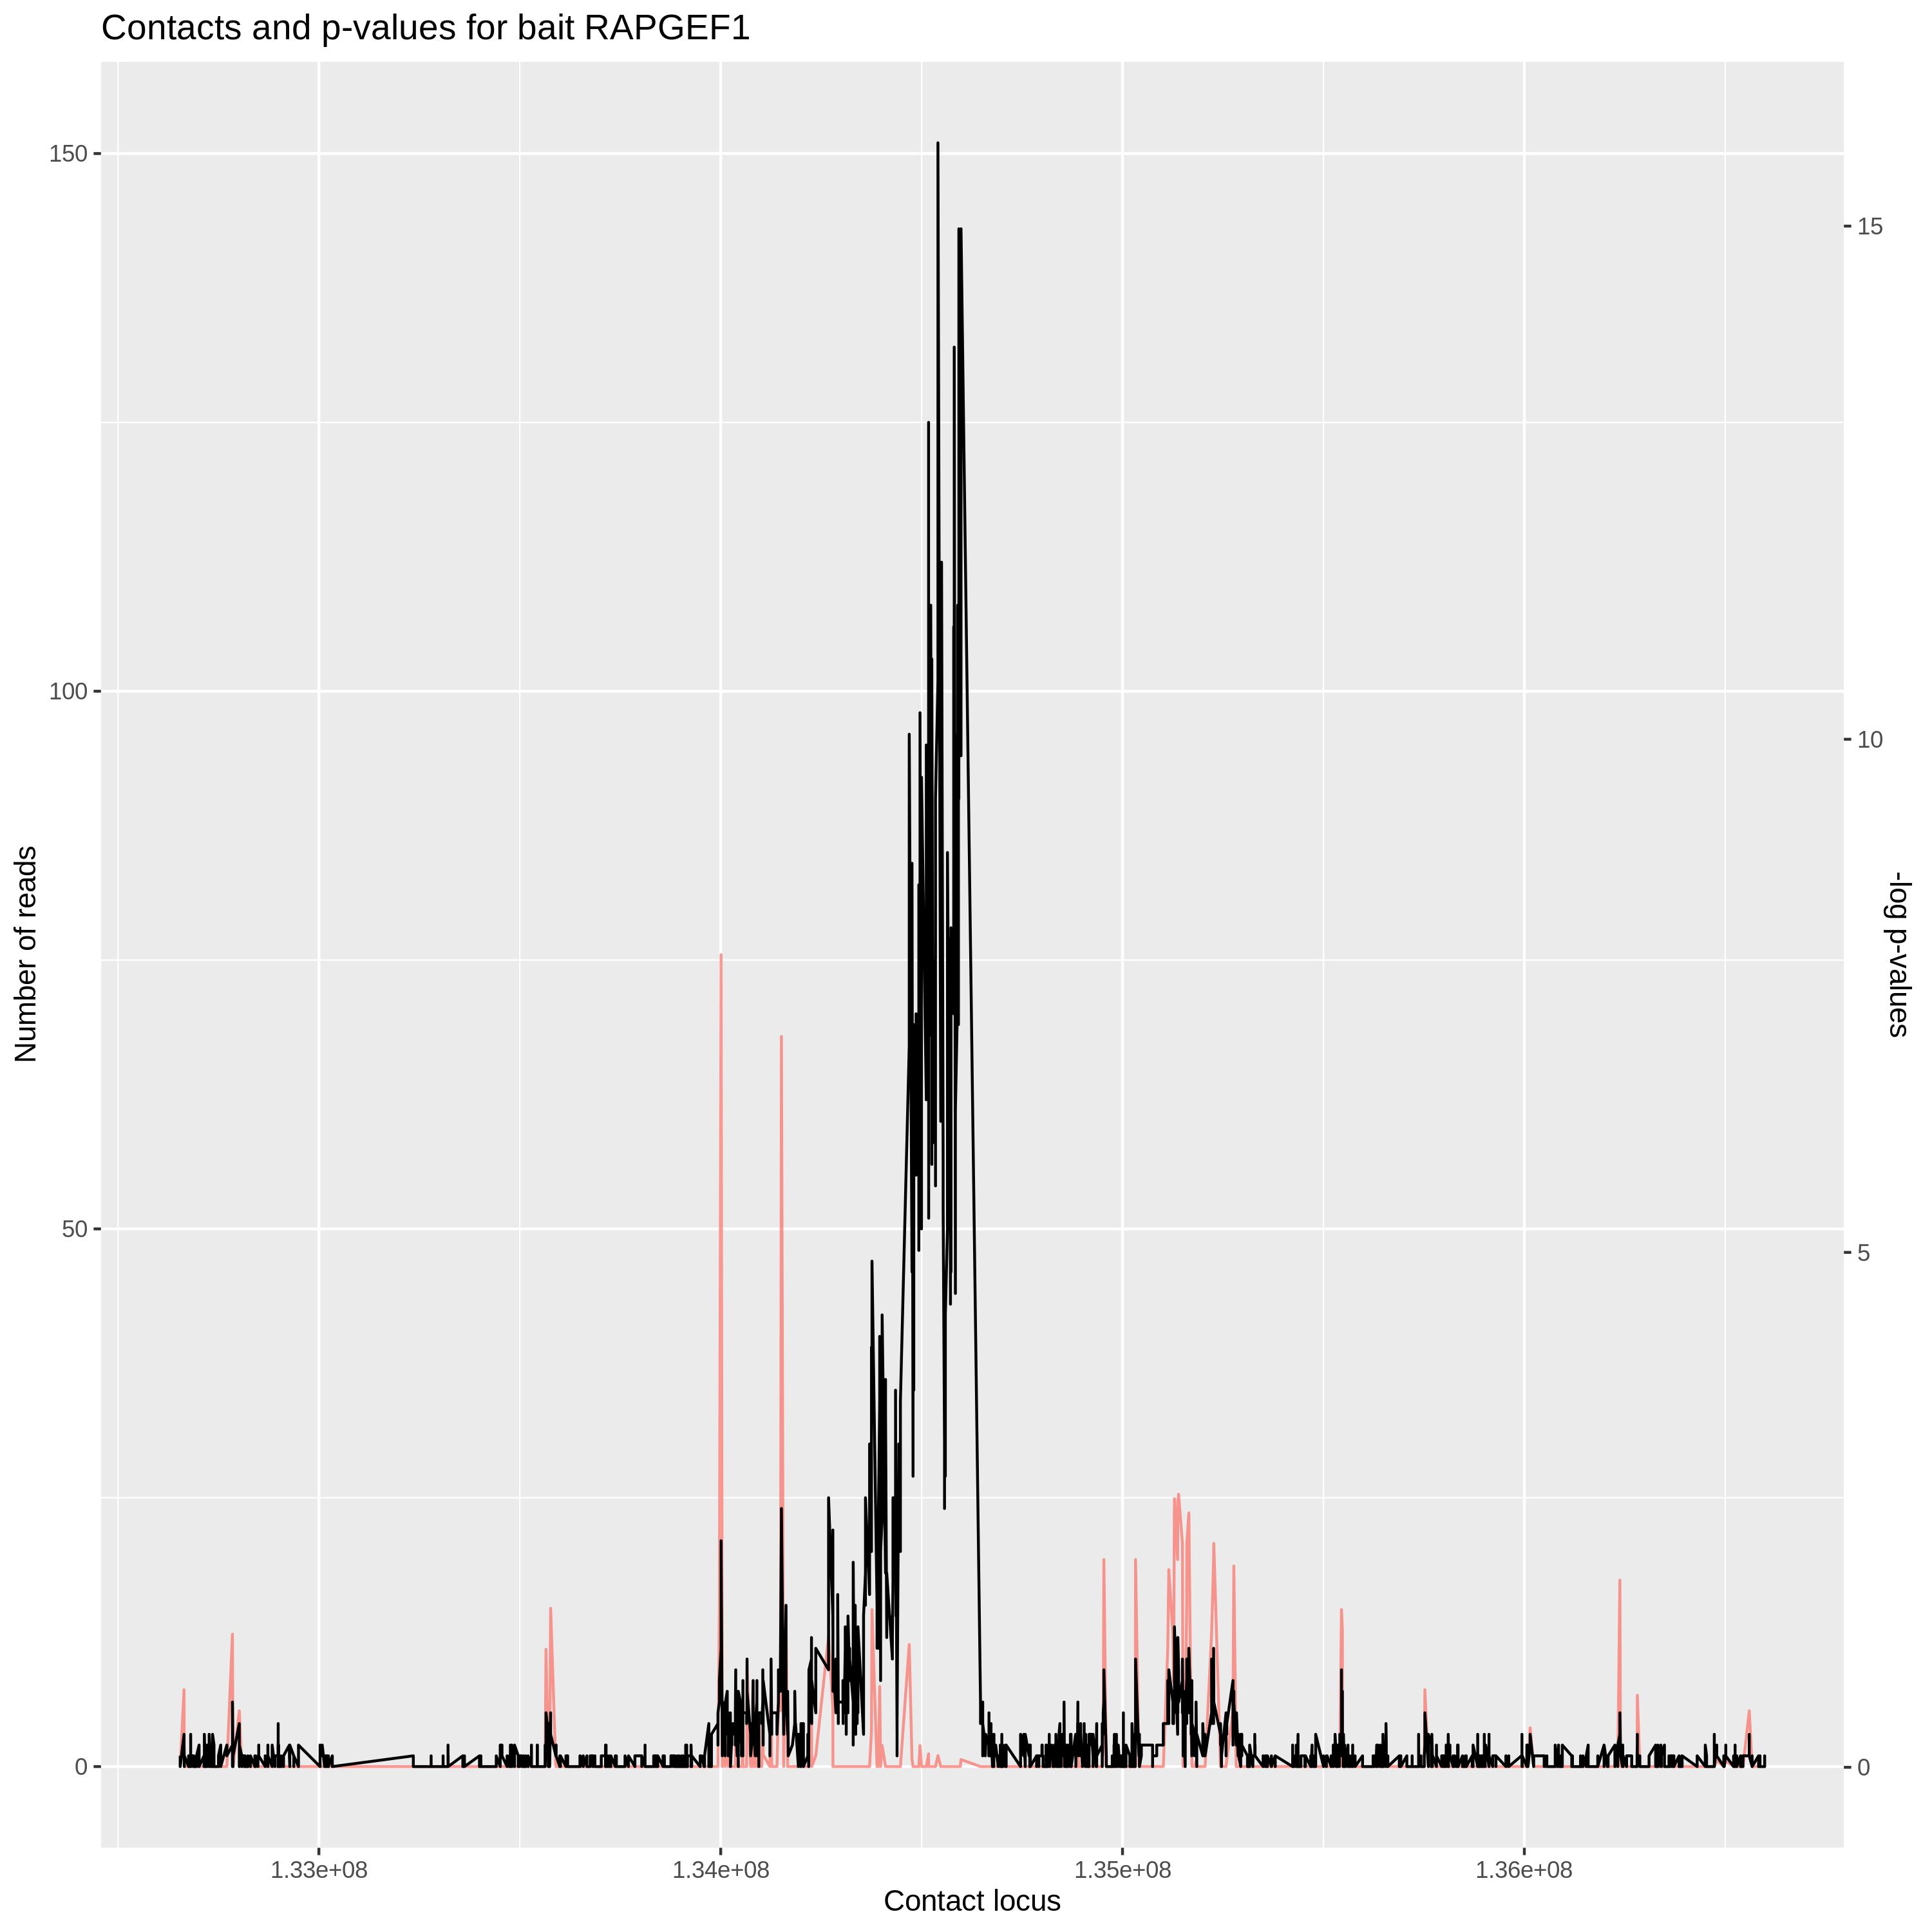 Contacts and p-values for bait RAPGEF1
150
100
50
0
Number of reads
15
10
5
0
-log p-values
1.33e+08
1.34e+08
1.35e+08
1.36e+08
Contact locus